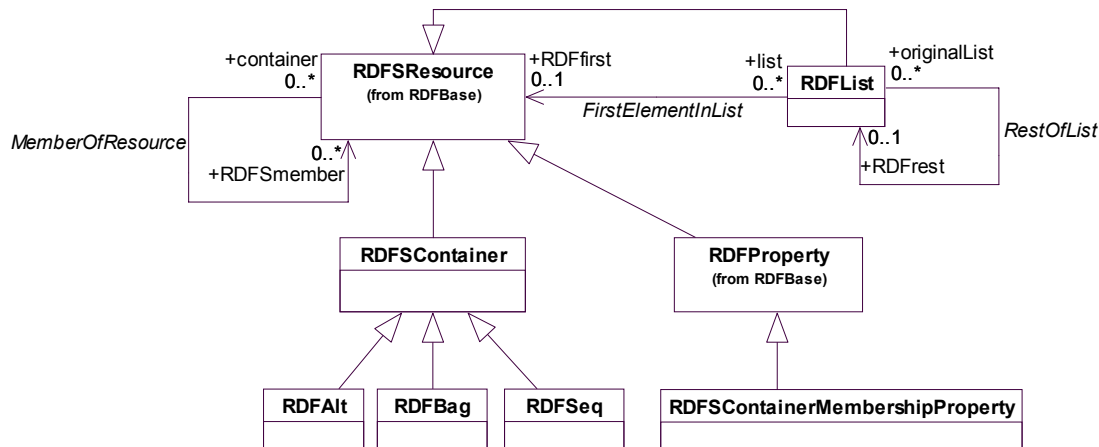 +container
0..*
RDFSResource
(from RDFBase)
+RDFfirst
0..1
+list
0..*
RDFList
+originalList
0..*
FirstElementInList
MemberOfResource
0..*
+RDFSmember
0..1
+RDFrest
RestOfList
RDFSContainer
RDFProperty
(from RDFBase)
RDFAlt
RDFBag
RDFSeq
RDFSContainerMembershipProperty